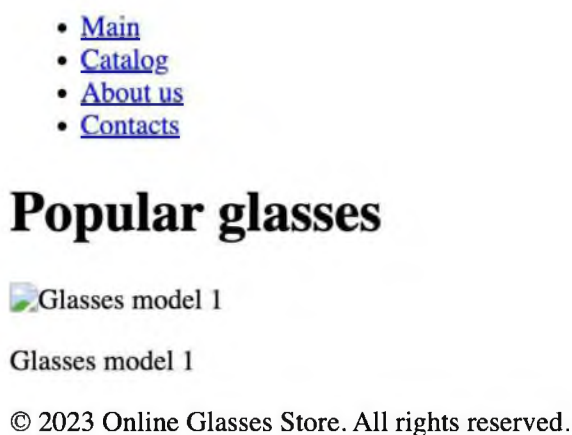 Main
Catalog
About us
Contacts
Popular glasses
Glasses model 1
Glasses model 1
© 2023 Online Glasses Store. All rights reserved.